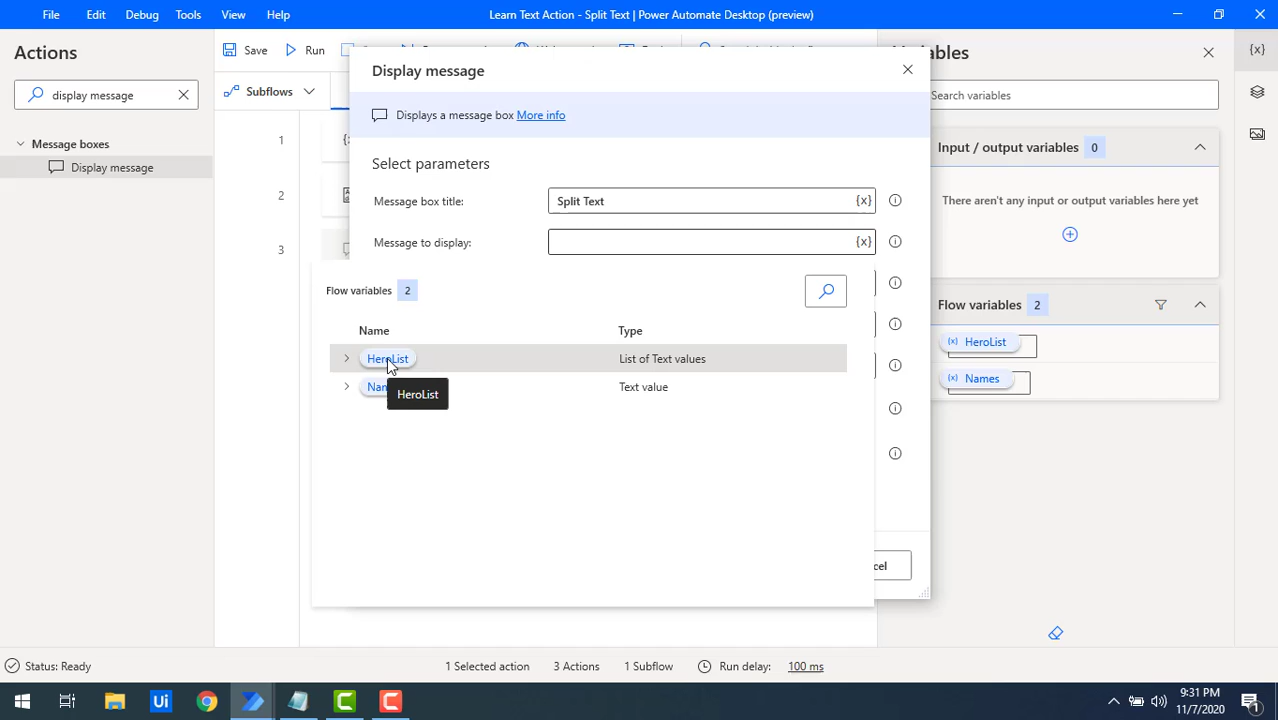 File Edit Debug Tools View Help
Learn Text Action - Split Text | Power Automate Desktop (preview)
Actions
display message
Message boxes
Display message
Save Run
Subflows
1
2
3
Display message
Displays a message box More info
Select parameters
Message box title: Split Text {x}
Message to display: {x}
Flow variables 2
Name Type
HeroList List of Text values
Text value
HeroList
{x}
Search variables
Input / output variables 0
There aren't any input or output variables here yet
Flow variables 2
(x) HeroList
(x) Names
Status: Ready 1 Selected action 3 Actions 1 Subflow Run delay: 100 ms
Ui
9:31 PM
11/7/2020
1